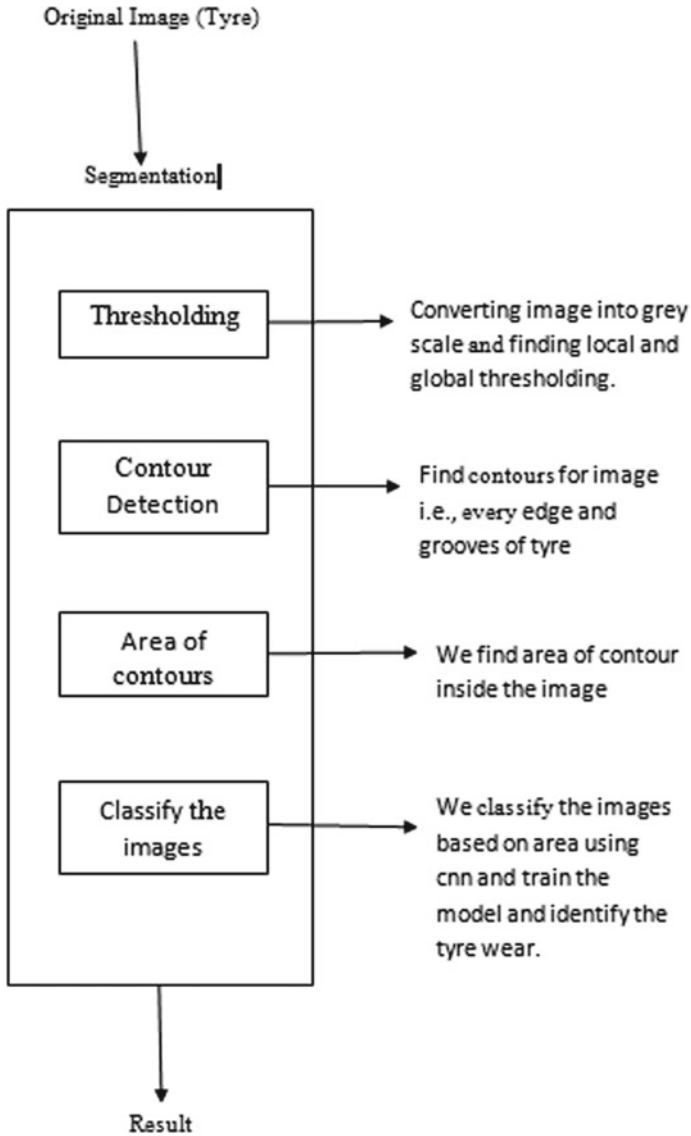 Original Image (Tyre)
Segmentation
Thresholding
Converting image into grey
scale and finding local and
global thresholding.
Contour
Detection
Find contours for image
i.e., every edge and
grooves of tyre
Area of
contours
We find area of contour
inside the image
Classify the
images
We classify the images
based on area using
cnn and train the
model and identify the
tyre wear.
Result